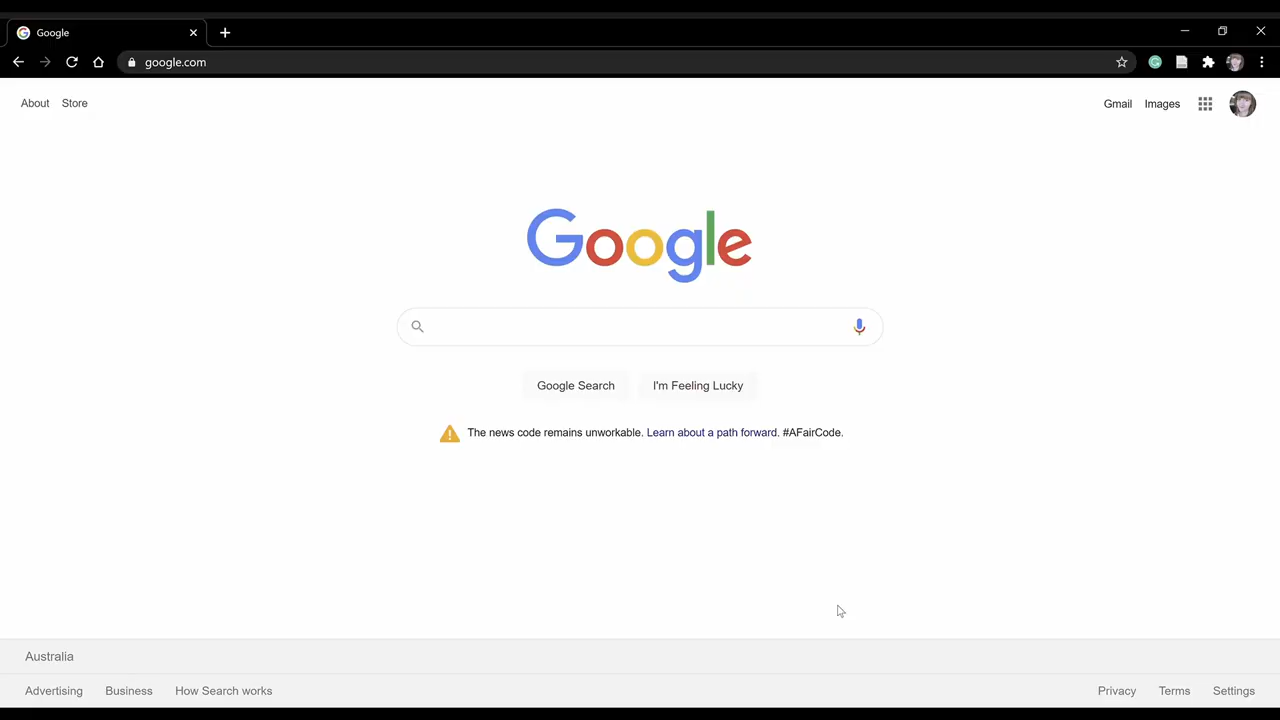 Google
google.com
About Store
Gmail Images
Google
Google Search I'm Feeling Lucky
The news code remains unworkable. Learn about a path forward. #AFairCode.
Australia
Advertising Business How Search works
Privacy Terms Settings